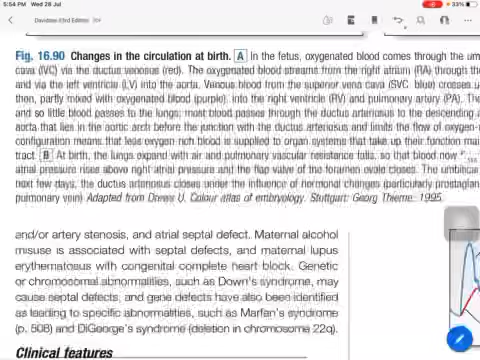 5:54 PM Wed 28 Jul
33%
Davidson 23rd Edition
Fig. 16.90 Changes in the circulation at birth. A In the fetus, oxygenated blood comes through the um
cava (IVC) via the ductus venosus (red). The oxygenated blood streams from the right atrium (RA) through th
and via the left ventricle (LV) into the aorta. Venous blood from the superior vena cava (SVC, blue) crosses u
then, partly mixed with oxygenated blood (purple), into the right ventricle (RV) and pulmonary artery (PA). The
and so little blood passes to the lungs; most blood passes through the ductus arteriosus to the descending a
aorta that lies in the aortic arch before the junction with the ductus arteriosus and limits the flow of oxygen-r
configuration means that less oxygen-rich blood is supplied to organ systems that take up their function mai
tract. B At birth, the lungs expand with air and pulmonary vascular resistance falls, so that blood now
atrial pressure rises above right atrial pressure and the flap valve of the foramen ovale closes. The umbilical
next few days, the ductus arteriosus closes under the influence of hormonal changes (particularly prostaglan
pulmonary vein) Adapted from Drews U. Colour atlas of embryology. Stuttgart: Georg Thieme; 1995.
and/or artery stenosis, and atrial septal defect. Maternal alcohol
misuse is associated with septal defects, and maternal lupus
erythematosus with congenital complete heart block. Genetic
or chromosomal abnormalities, such as Down's syndrome, may
cause septal defects, and gene defects have also been identified
as leading to specific abnormalities, such as Marfan's syndrome
(p. 508) and DiGeorge's syndrome (deletion in chromosome 22q).
Clinical features